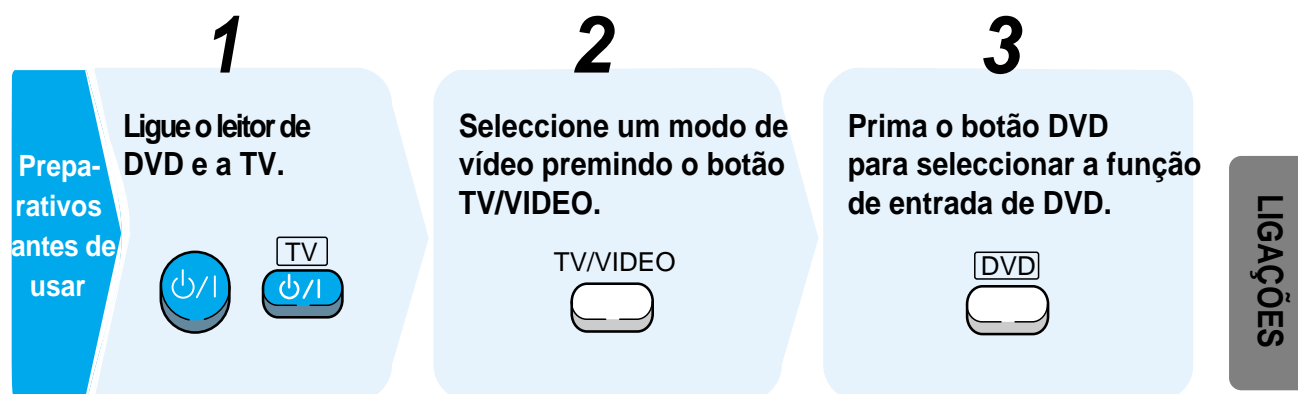 Prepa-
rativos
antes de
usar
1
Ligue o leitor de
DVD e a TV.
/I
TV
/I
2
Seleccione um modo de
vídeo premindo o botão
TV/VIDEO.
TV/VIDEO
3
Prima o botão DVD
para seleccionar a função
de entrada de DVD.
DVD
LIGAÇÕES